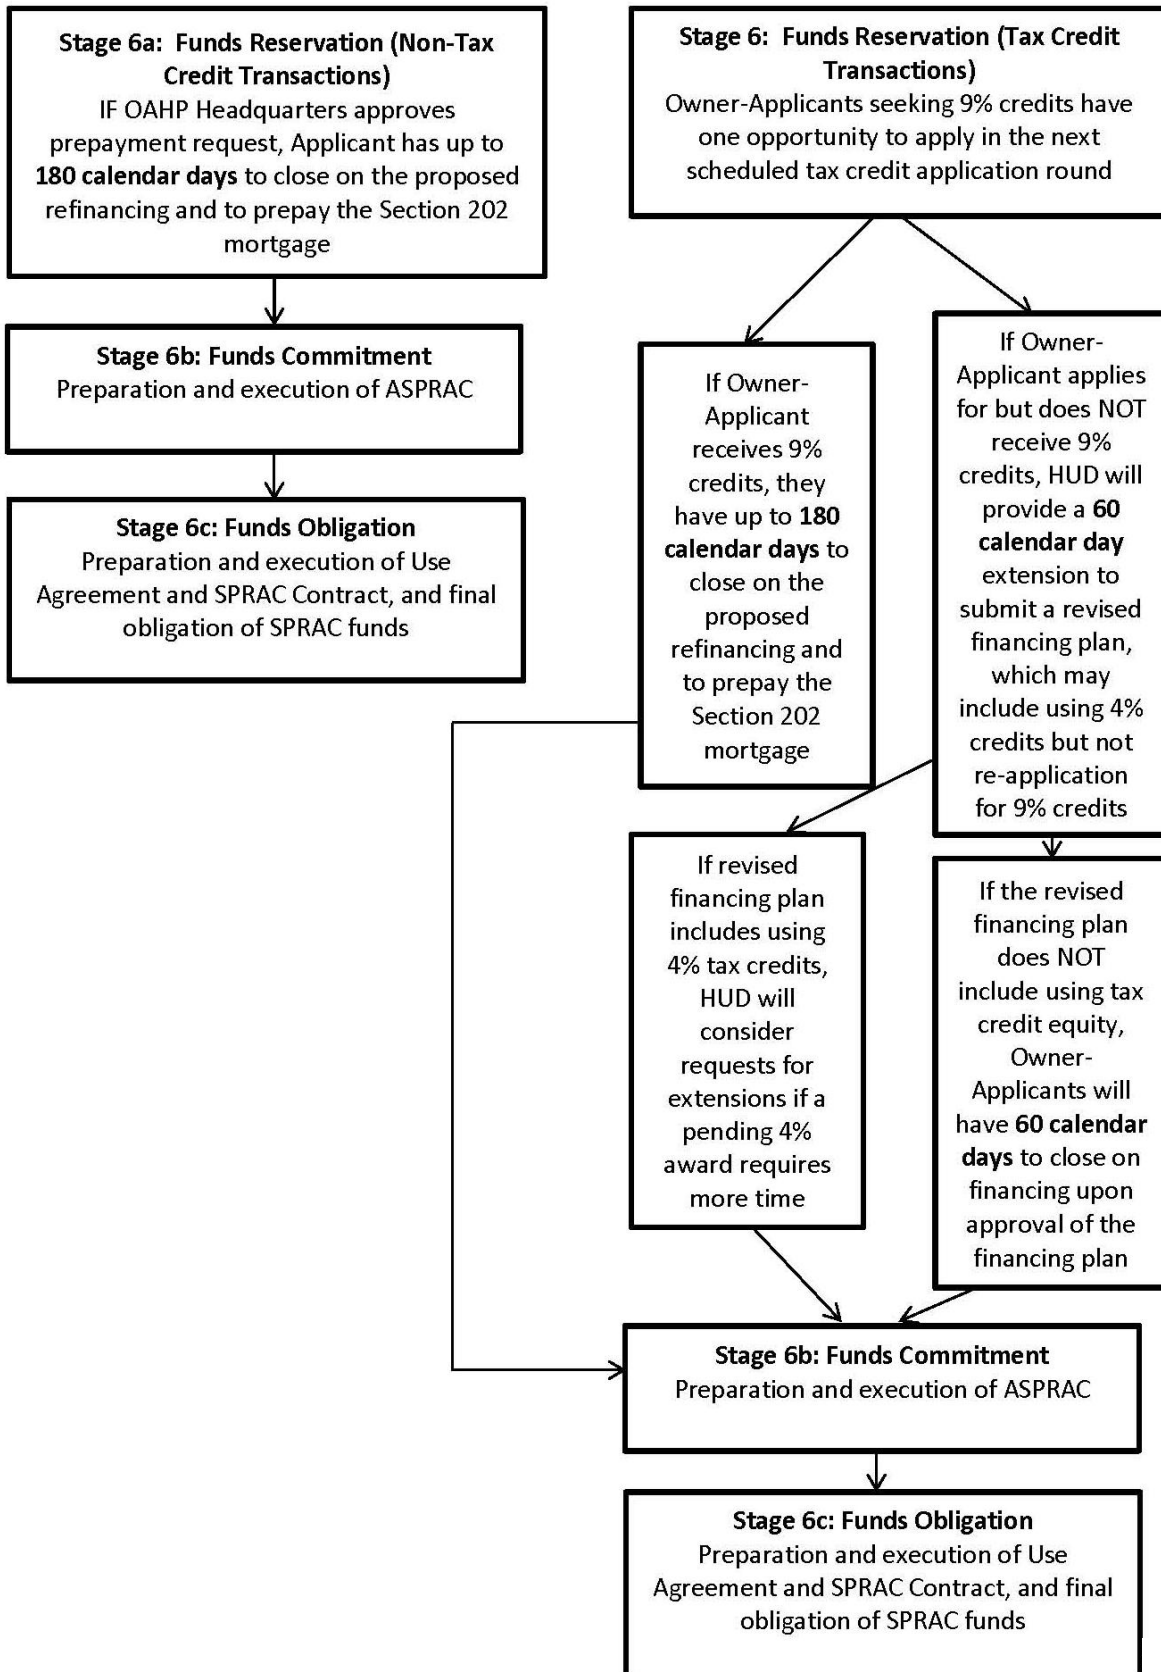 Stage 6a:  Funds Reservation (Non-Tax
Credit Transactions)
IF OAHP Headquarters approves
prepayment request, Applicant has up to
180 calendar days to close on the proposed
refinancing and to prepay the Section 202
mortgage
Stage 6b: Funds Commitment
Preparation and execution of ASPRAC
Stage 6c: Funds Obligation
Preparation and execution of Use
Agreement and SPRAC Contract, and final
obligation of SPRAC funds
Stage 6:  Funds Reservation (Tax Credit
Transactions)
Owner-Applicants seeking 9% credits have
one opportunity to apply in the next
scheduled tax credit application round
If Owner-
Applicant
receives 9%
credits, they
have up to 180
calendar days to
close on the
proposed
refinancing and
to prepay the
Section 202
mortgage
If Owner-
Applicant applies
for but does NOT
receive 9%
credits, HUD will
provide a 60
calendar day
extension to
submit a revised
financing plan,
which may
include using 4%
credits but not
re-application
for 9% credits
If revised
financing plan
includes using
4% tax credits,
HUD will
consider
requests for
extensions if a
pending 4%
award requires
more time
If the revised
financing plan
does NOT
include using tax
credit equity,
Owner-
Applicants will
have 60 calendar
days to close on
financing upon
approval of the
financing plan
Stage 6b: Funds Commitment
Preparation and execution of ASPRAC
Stage 6c: Funds Obligation
Preparation and execution of Use
Agreement and SPRAC Contract, and final
obligation of SPRAC funds